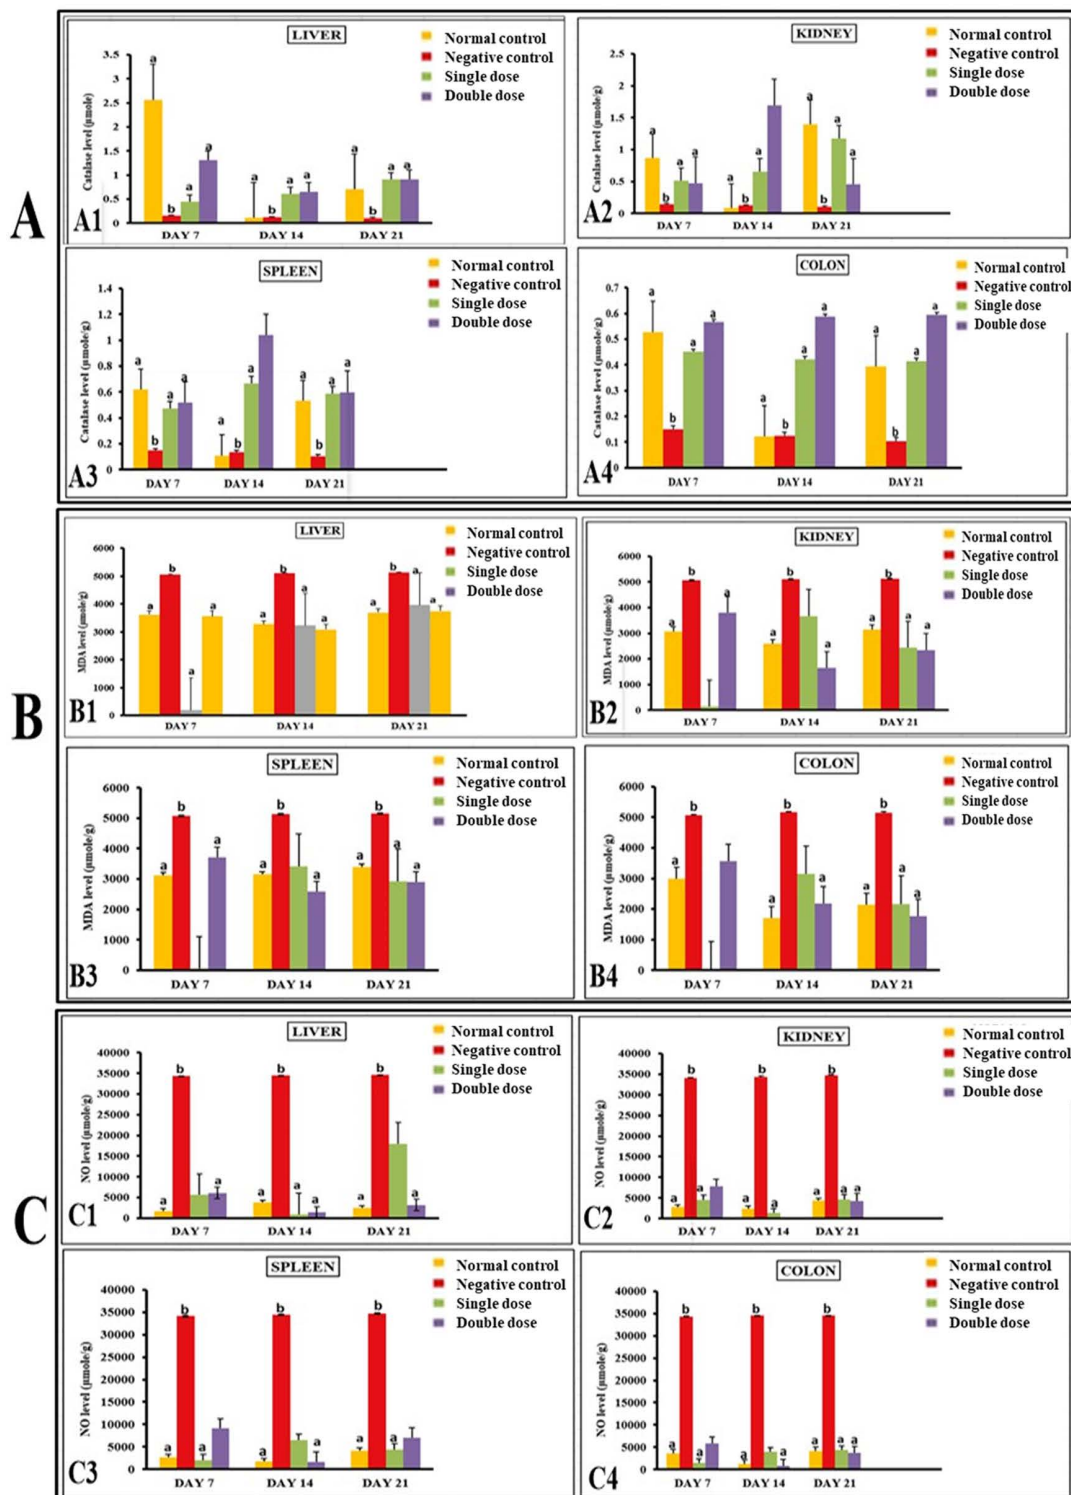 A
LIVER
Normal control
Negative control
Single dose
Double dose
Catalase level (µmole)
3.5
3
2.5
2
1.5
1
0.5
0
a
b
a
a
a
b
a
a
a
b
a
a
DAY 7
DAY 14
DAY 21
A1
KIDNEY
Normal control
Negative control
Single dose
Double dose
Catalase level (µmole/g)
2.5
2
1.5
1
0.5
0
a
b
a
a
a
b
a
a
b
a
a
DAY 7
DAY 14
DAY 21
A2
SPLEEN
Normal control
Negative control
Single dose
Double dose
Catalase level (µmole/g)
1.4
1.2
1
0.8
0.6
0.4
0.2
0
a
b
a
a
a
b
a
a
b
a
a
DAY 7
DAY 14
DAY 21
A3
COLON
Normal control
Negative control
Single dose
Double dose
Catalase level (µmole/g)
0.7
0.6
0.5
0.4
0.3
0.2
0.1
0
a
b
a
a
a
b
a
a
a
b
a
a
DAY 7
DAY 14
DAY 21
A4
B
LIVER
Normal control
Negative control
Single dose
Double dose
MDA level (µmole/g)
6000
5000
4000
3000
2000
1000
0
a
b
a
a
a
b
a
a
a
b
a
a
DAY 7
DAY 14
DAY 21
B1
KIDNEY
Normal control
Negative control
Single dose
Double dose
MDA level (µmole/g)
6000
5000
4000
3000
2000
1000
0
a
b
a
a
b
a
a
b
a
a
DAY 7
DAY 14
DAY 21
B2
SPLEEN
Normal control
Negative control
Single dose
Double dose
MDA level (µmole/g)
6000
5000
4000
3000
2000
1000
0
a
b
a
a
b
a
a
b
a
a
DAY 7
DAY 14
DAY 21
B3
COLON
Normal control
Negative control
Single dose
Double dose
MDA level (µmole/g)
6000
5000
4000
3000
2000
1000
0
a
b
a
b
a
a
b
a
a
DAY 7
DAY 14
DAY 21
B4
C
LIVER
Normal control
Negative control
Single dose
Double dose
NO level (µmole/g)
40000
35000
30000
25000
20000
15000
10000
5000
0
a
b
a
a
b
a
a
a
b
a
DAY 7
DAY 14
DAY 21
C1
KIDNEY
Normal control
Negative control
Single dose
Double dose
NO level (µmole/g)
40000
35000
30000
25000
20000
15000
10000
5000
0
a
b
a
a
b
a
a
b
a
a
DAY 7
DAY 14
DAY 21
C2
SPLEEN
Normal control
Negative control
Single dose
Double dose
NO level (µmole/g)
40000
35000
30000
25000
20000
15000
10000
5000
0
a
b
a
a
b
a
a
b
a
DAY 7
DAY 14
DAY 21
C3
COLON
Normal control
Negative control
Single dose
Double dose
NO level (µmole/g)
40000
35000
30000
25000
20000
15000
10000
5000
0
a
b
a
a
b
a
a
b
a
a
DAY 7
DAY 14
DAY 21
C4